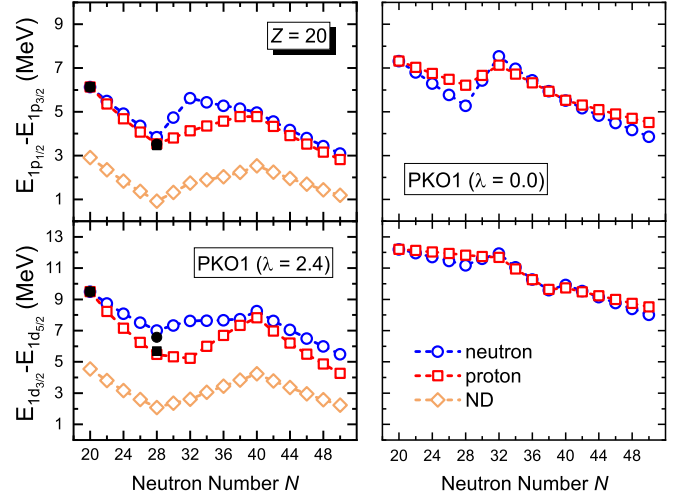 E1p1/2-E1p3/2 (MeV)
9
7
5
3
1
Z = 20
PKO1 (λ = 0.0)
E1d3/2-E1d5/2 (MeV)
13
11
9
7
5
3
1
PKO1 (λ = 2.4)
neutron
proton
ND
20 24 28 32 36 40 44 48
20 24 28 32 36 40 44 48
Neutron Number N
Neutron Number N